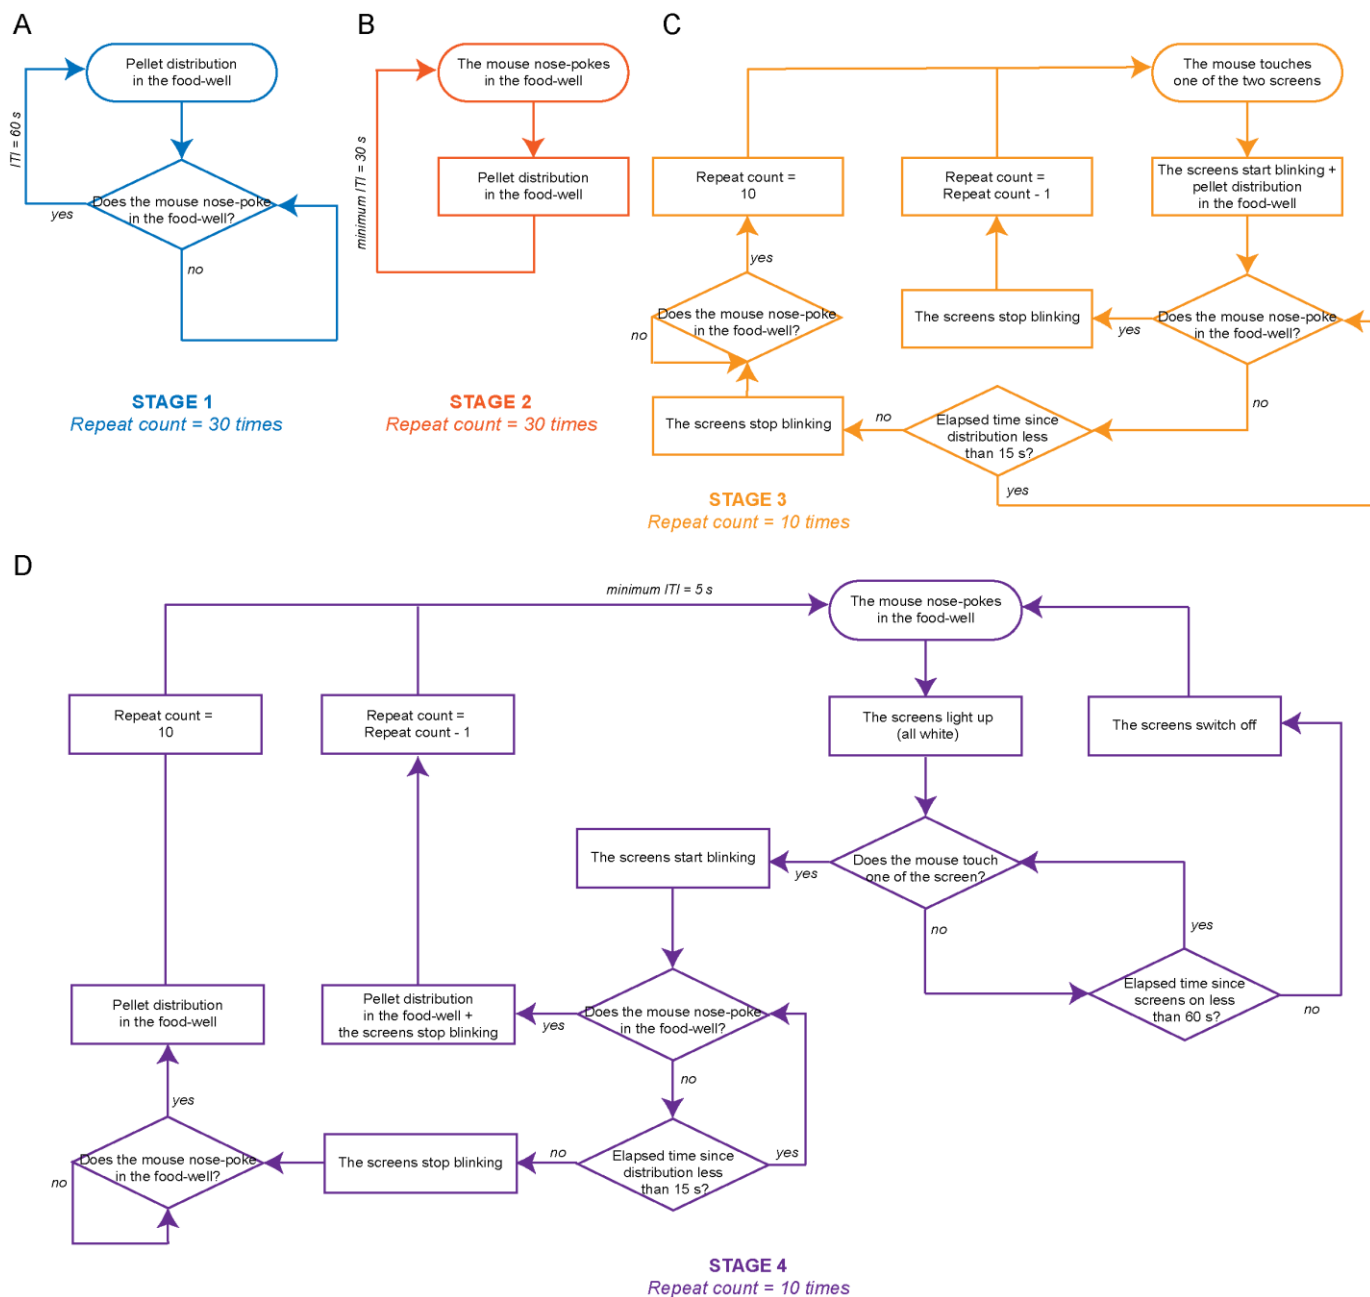 A
Pellet distribution
in the food-well
ITI = 60 s
Does the mouse nose-poke
in the food-well?
yes
no
STAGE 1
Repeat count = 30 times
B
The mouse nose-pokes
in the food-well
minimum ITI = 30 s
Pellet distribution
in the food-well
STAGE 2
Repeat count = 30 times
C
The mouse touches
one of the two screens
Repeat count =
10
Repeat count =
Repeat count - 1
The screens start blinking +
pellet distribution
in the food-well
yes
Does the mouse nose-poke
in the food-well?
no
The screens stop blinking
yes
Does the mouse nose-poke
in the food-well?
no
The screens stop blinking
no
Elapsed time since
distribution less
than 15 s?
yes
STAGE 3
Repeat count = 10 times
D
minimum ITI = 5 s
The mouse nose-pokes
in the food-well
Repeat count =
10
Repeat count =
Repeat count - 1
The screens light up
(all white)
The screens switch off
The screens start blinking
yes
Does the mouse touch
one of the screen?
no
yes
Elapsed time since
screens on less
than 60 s?
no
Pellet distribution
in the food-well
Pellet distribution
in the food-well +
the screens stop blinking
yes
Does the mouse nose-poke
in the food-well?
no
yes
Does the mouse nose-poke
in the food-well?
no
The screens stop blinking
no
Elapsed time since
distribution less
than 15 s?
yes
STAGE 4
Repeat count = 10 times